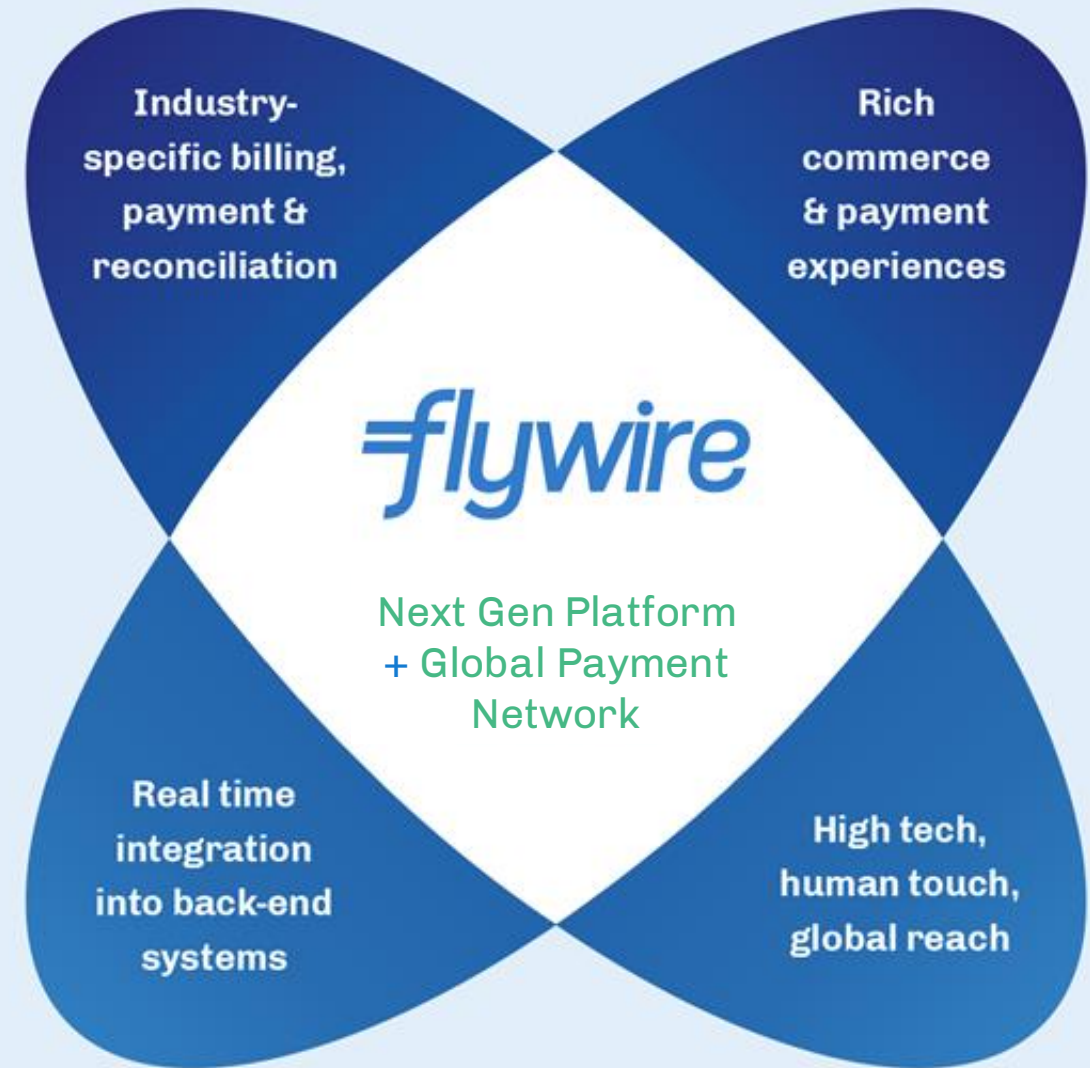 Industry-
specific billing,
payment &
reconciliation
Rich
commerce
& payment
experiences
flywire
Next Gen Platform
+ Global Payment
Network
Real time
integration
into back-end
systems
High tech,
human touch,
global reach